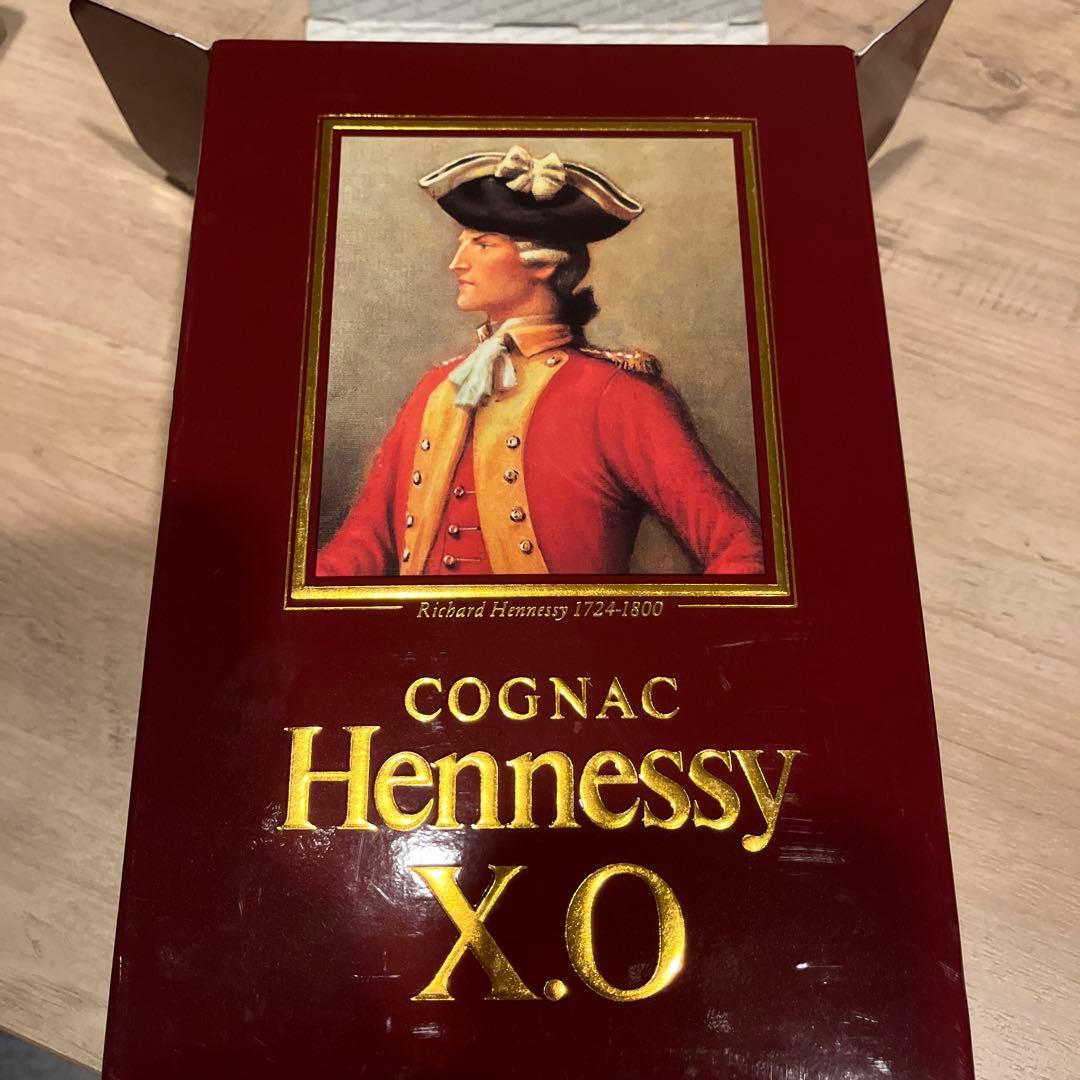 Richard Hennessy 1724-1800
COGNAC
Hennessy
X.O